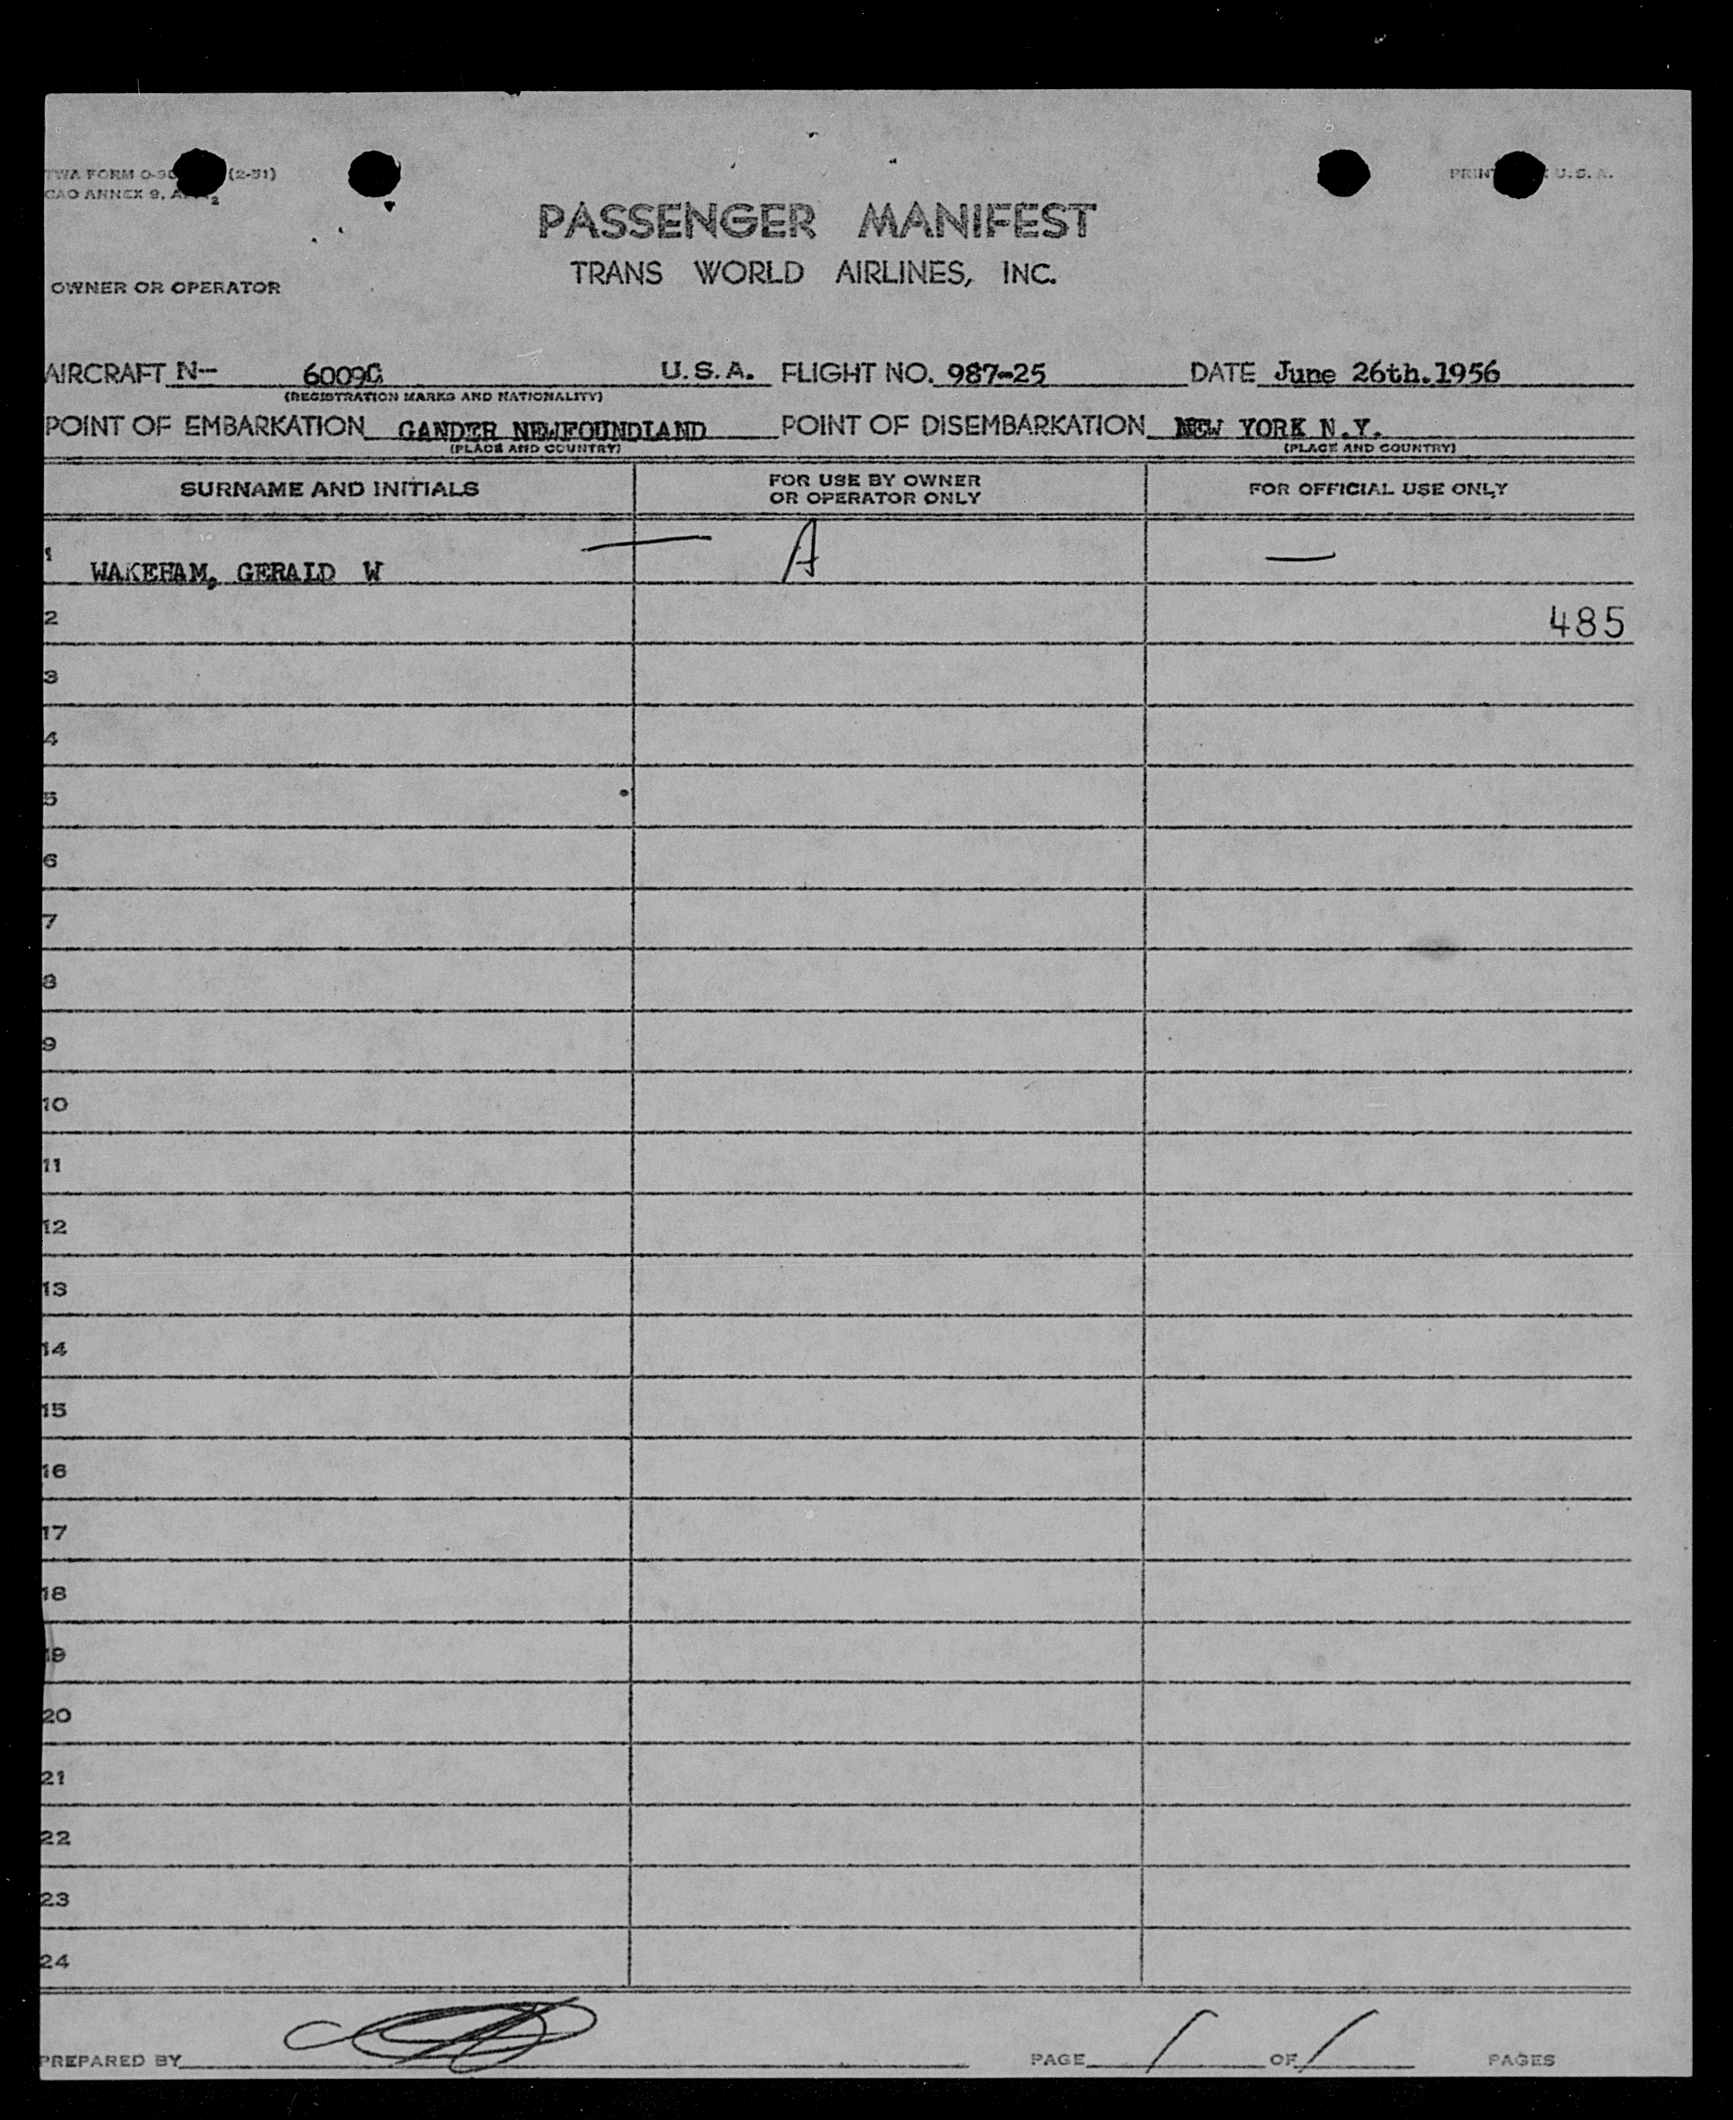 TWA FORM (2-51)
PRINT U. S. A.
ANNEX 9,
PASSENGER MANIFEST
TRANS WORLD AIRLINES, INC.
OWNER OR OPERATOR
AIRCRAFT N- 6009C U.S.A. FLIGHT NO. 987-25 DATE June 26th.1956
(REGISTRATION MARKS AND NATIONALITY)
POINT OF EMBARKATION GANDER NEWFOUNDLAND POINT OF DISEMBARKATION NEW YORK N.Y.
(PLACE AND COUNTRY) (PLACE AND COUNTRY)
SURNAME AND INITIALS FOR USE BY OWNER OR OPERATOR ONLY FOR OFFICIAL USE ONLY
1 WAKEHAM, GERALD W — A —
2 485
3
4
5
6
7
8
9
10
11
12
13
14
15
16
17
18
19
20
21
22
23
24
PREPARED BY PAGE 1 OF 1 PAGES